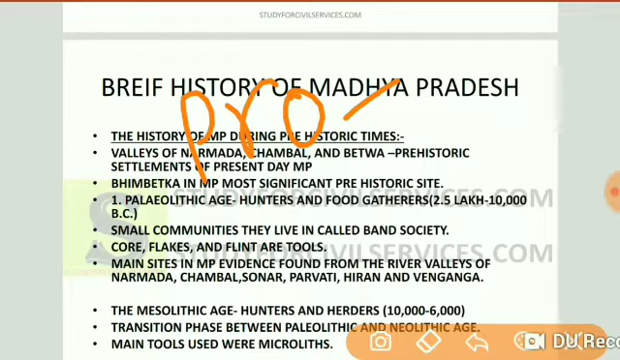 STUDYFORCIVILSERVICES.COM
BREIF HISTORY OF MADHYA PRADESH
pro-
• THE HISTORY OF MP DURING PRE HISTORIC TIMES:-
• VALLEYS OF NARMADA, CHAMBAL, AND BETWA –PREHISTORIC
SETTLEMENTS OF PRESENT DAY MP
• BHIMBETKA IN MP MOST SIGNIFICANT PRE HISTORIC SITE.
• 1. PALAEOLITHIC AGE- HUNTERS AND FOOD GATHERERS(2.5 LAKH-10,000
B.C.)
• SMALL COMMUNITIES THEY LIVE IN CALLED BAND SOCIETY.
• CORE, FLAKES, AND FLINT ARE TOOLS.
• MAIN SITES IN MP EVIDENCE FOUND FROM THE RIVER VALLEYS OF
NARMADA, CHAMBAL,SONAR, PARVATI, HIRAN AND VENGANGA.
• THE MESOLITHIC AGE- HUNTERS AND HERDERS (10,000-6,000)
• TRANSITION PHASE BETWEEN PALEOLITHIC AND NEOLITHIC AGE.
• MAIN TOOLS USED WERE MICROLITHS.
S
STUDYFORCIVILSERVICES.COM
STUDYFORCIVILSERVICES.COM
DU Reco